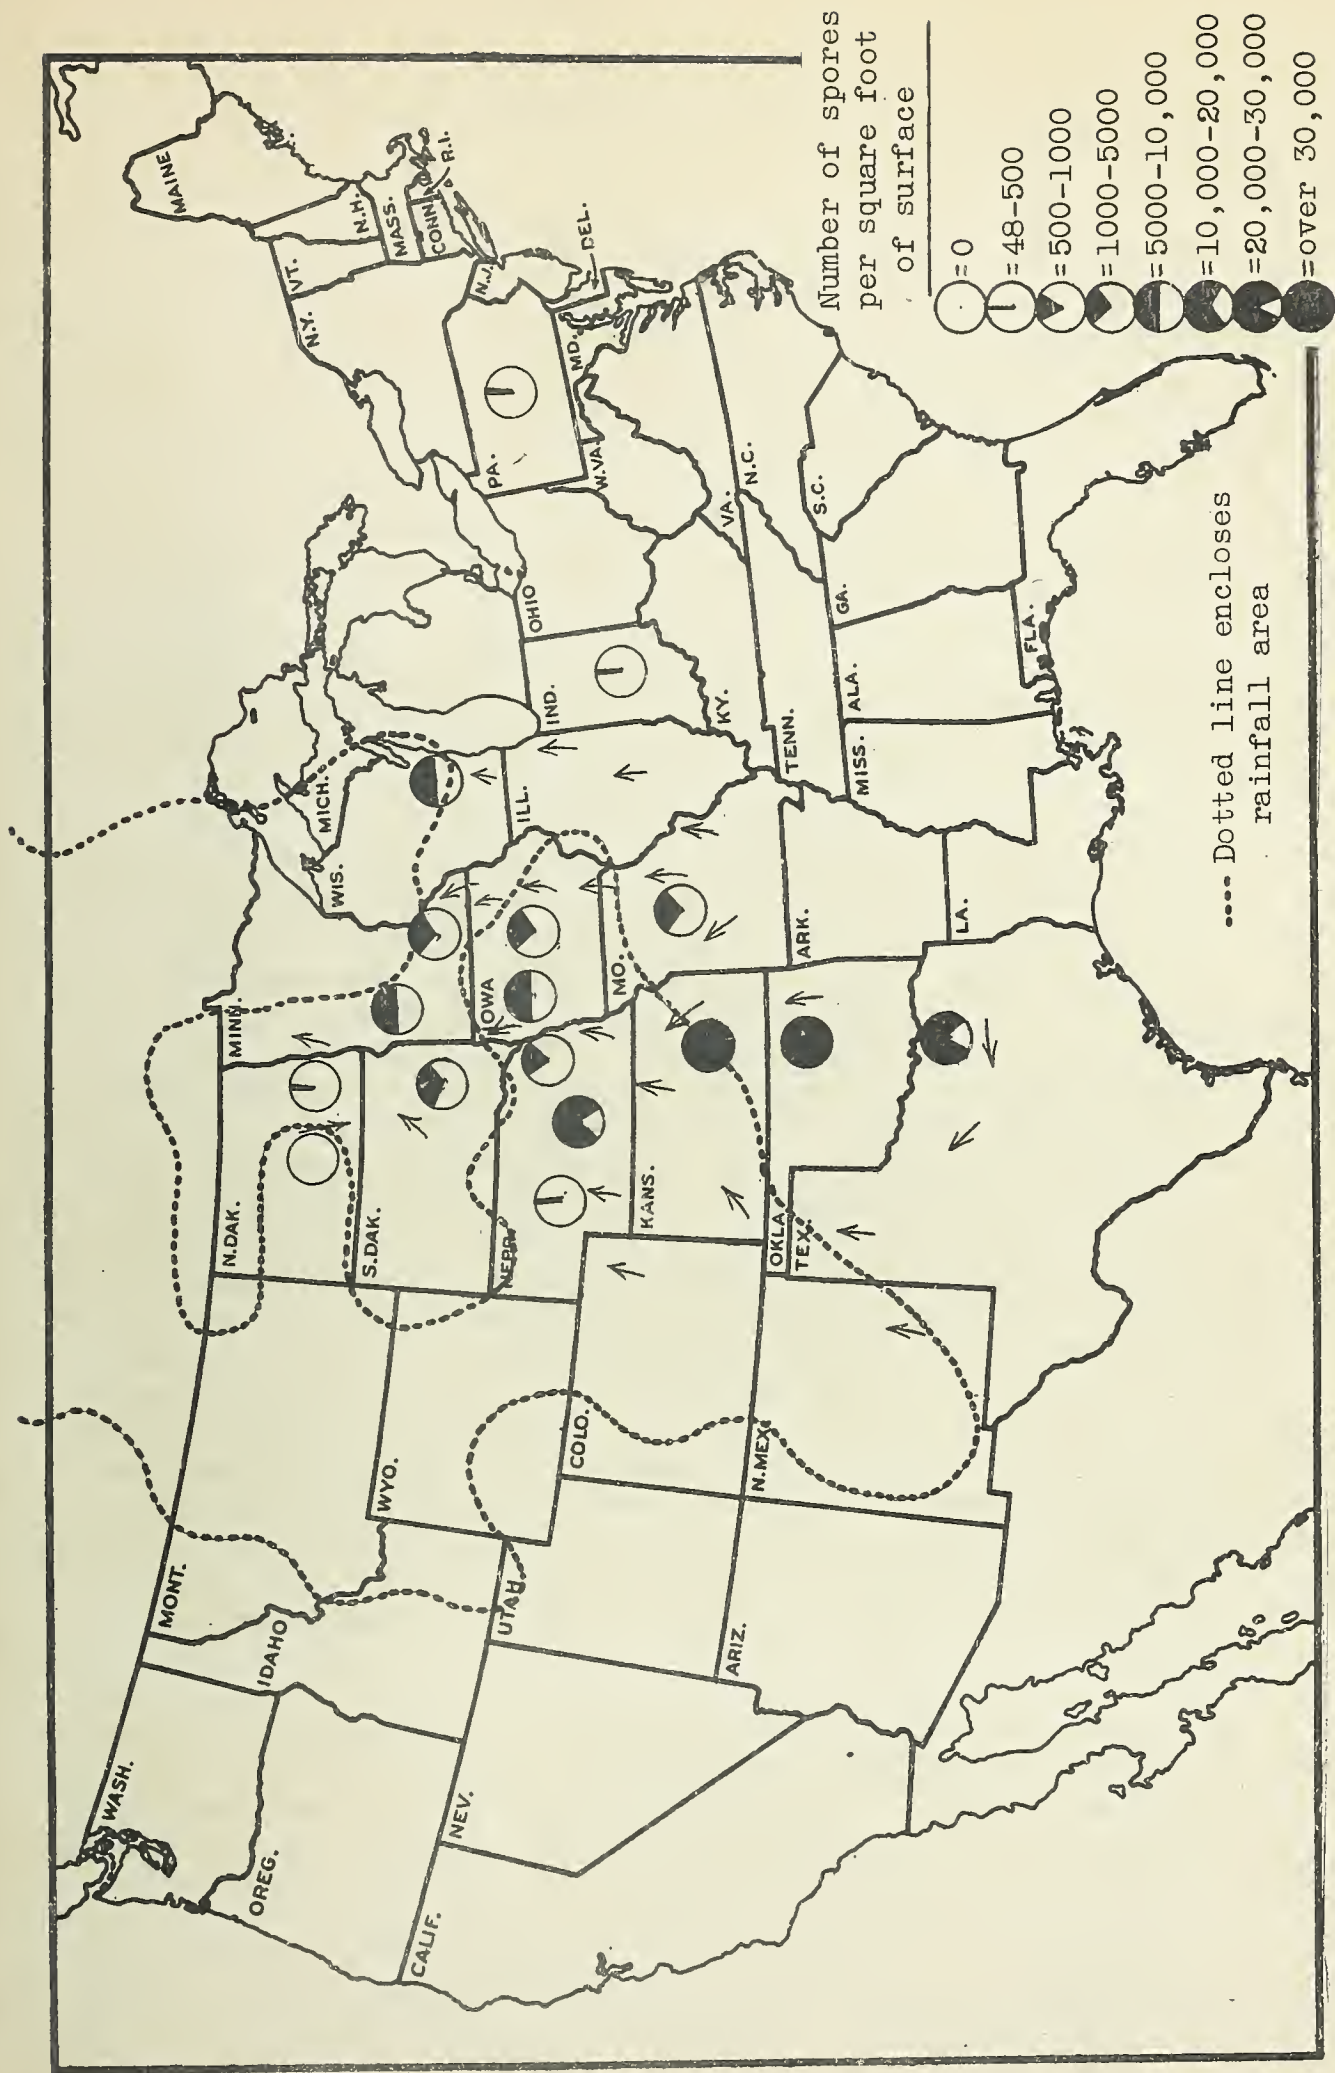 WASH.
OREG.
CALIF.
NEV.
IDAHO
MONT.
WYO.
UTAH
ARIZ.
COLO.
N.MEX.
N.DAK.
S.DAK.
NEBR.
KANS.
OKLA.
TEX.
MINN.
IOWA
MO.
ARK.
LA.
WIS.
MICH.
ILL.
IND.
OHIO
KY.
TENN.
MISS.
ALA.
GA.
FLA.
S.C.
N.C.
VA.
W.VA.
PA.
MD.
DEL.
N.J.
N.Y.
VT.
N.H.
MASS.
CONN.
R.I.
MAINE
Number of spores
per square foot
of surface
=0
=48-500
=500-1000
=1000-5000
=5000-10,000
=10,000-20,000
=20,000-30,000
=over 30,000
---- Dotted line encloses
rainfall area